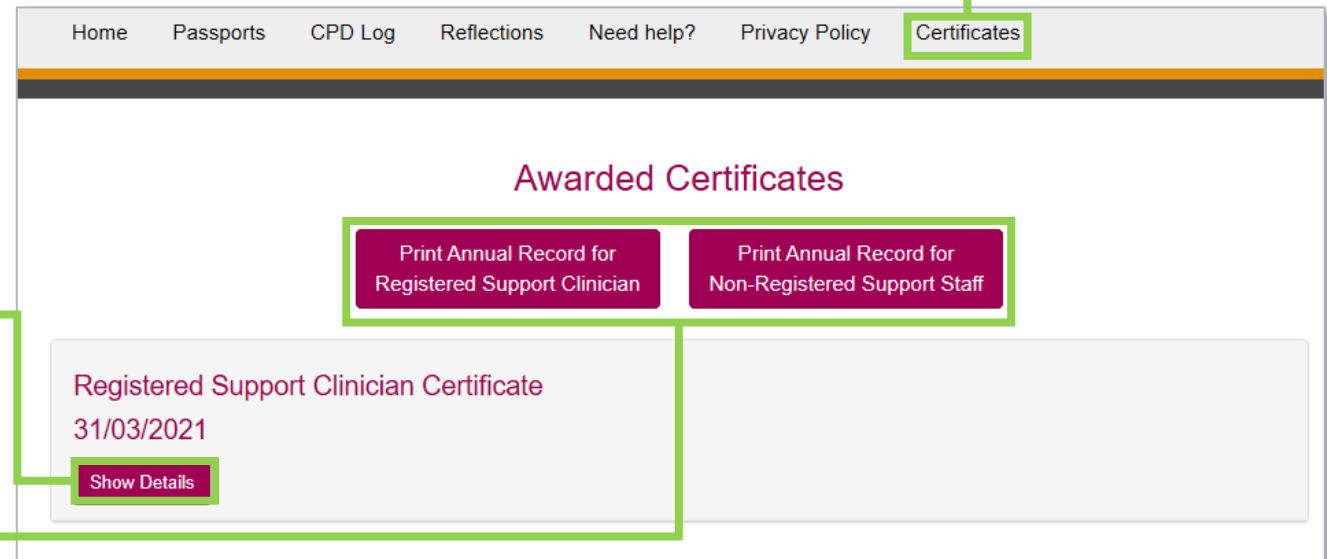 Home Passports CPD Log Reflections Need help? Privacy Policy Certificates
Awarded Certificates
Print Annual Record for
Registered Support Clinician
Print Annual Record for
Non-Registered Support Staff
Registered Support Clinician Certificate
31/03/2021
Show Details